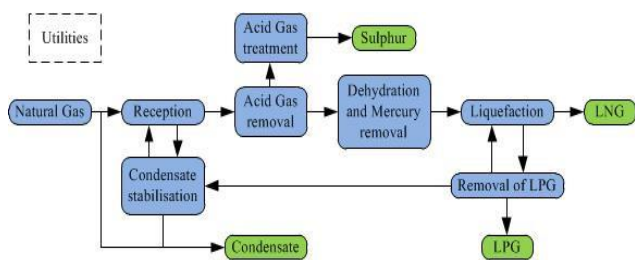 Utilities
Acid Gas
treatment
Sulphur
Natural Gas
Reception
Acid Gas
removal
Dehydration
and Mercury
removal
Liquefaction
LNG
Condensate
stabilisation
Removal of LPG
Condensate
LPG